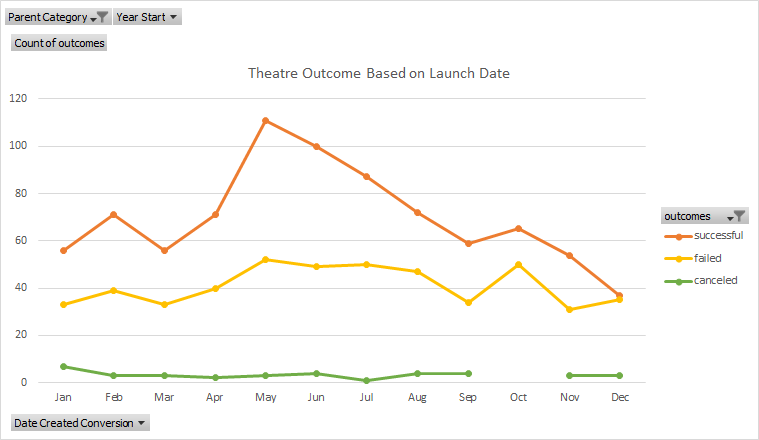 Parent Category Year Start
Count of outcomes
Theatre Outcome Based on Launch Date
120
100
80
60
40
20
0
Jan Feb Mar Apr May Jun Jul Aug Sep Oct Nov Dec
outcomes
successful
failed
canceled
Date Created Conversion